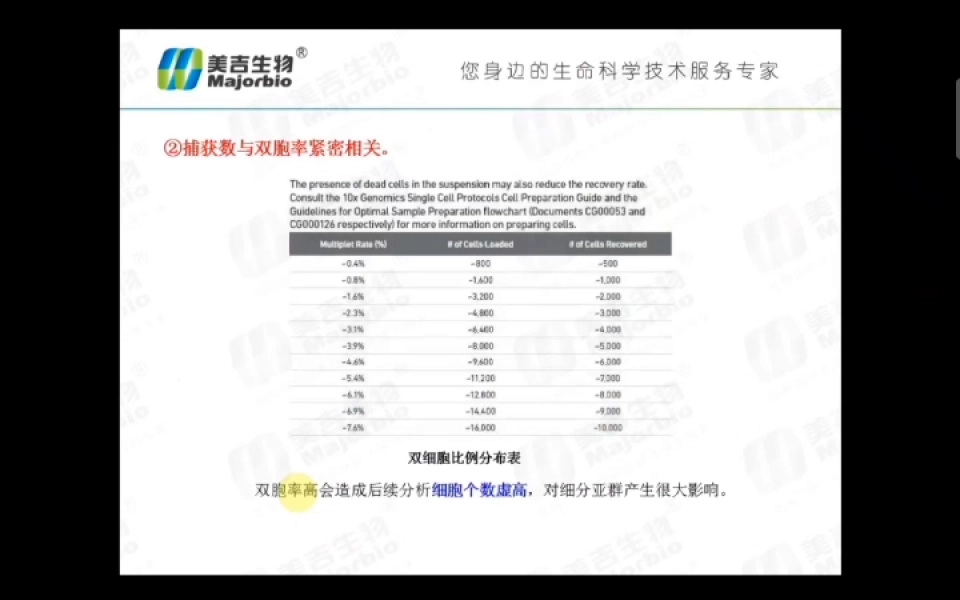 美吉生物®
Majorbio
您身边的生命科学技术服务专家
②捕获数与双胞率紧密相关。
The presence of dead cells in the suspension may also reduce the recovery rate.
Consult the 10x Genomics Single Cell Protocols Cell Preparation Guide and the
Guidelines for Optimal Sample Preparation flowchart (Documents CG00053 and
CG000126 respectively) for more information on preparing cells.
Multiplet Rate (%) # of Cells Loaded # of Cells Recovered
~0.4% ~800 ~500
~0.8% ~1,600 ~1,000
~1.6% ~3,200 ~2,000
~2.3% ~4,800 ~3,000
~3.1% ~6,400 ~4,000
~3.9% ~8,000 ~5,000
~4.6% ~9,600 ~6,000
~5.4% ~11,200 ~7,000
~6.1% ~12,800 ~8,000
~6.9% ~14,400 ~9,000
~7.6% ~16,000 ~10,000
双细胞比例分布表
双胞率高会造成后续分析细胞个数虚高，对细分亚群产生很大影响。